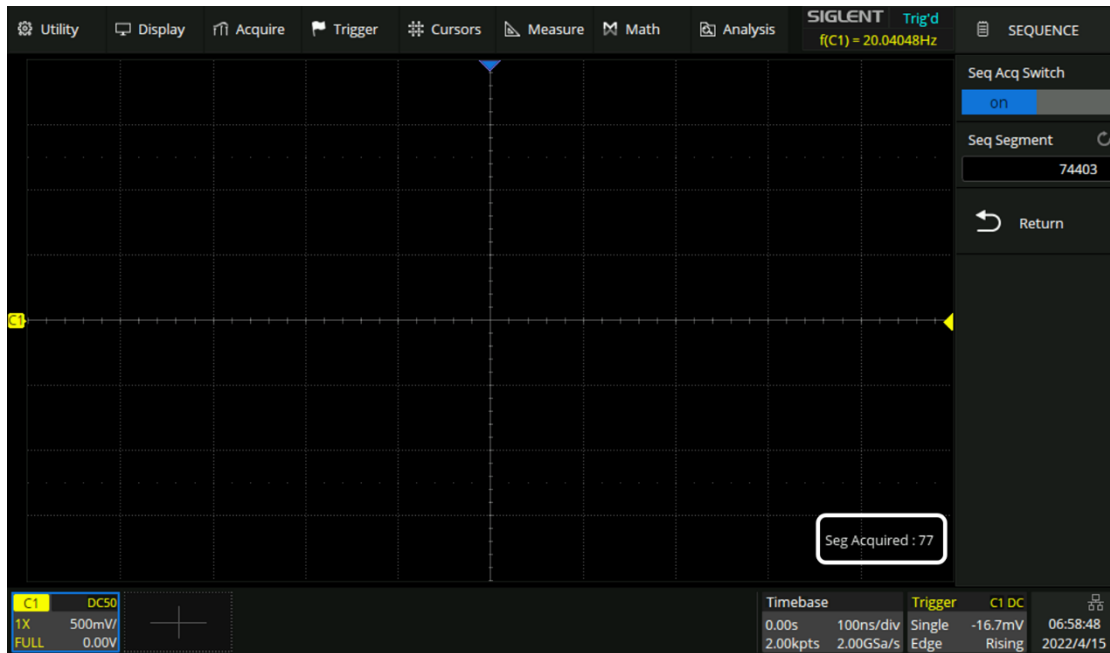 Utility Display Acquire Trigger Cursors Measure Math Analysis
SIGLENT Trig'd
f(C1) = 20.04048Hz
SEQUENCE
Seq Acq Switch
on
Seq Segment
74403
Return
C1
Seg Acquired : 77
C1 DC50
1X 500mV/
FULL 0.00V
Timebase
0.00s 100ns/div
2.00kpts 2.00GSa/s
Trigger C1 DC
Single -16.7mV
Edge Rising
06:58:48
2022/4/15